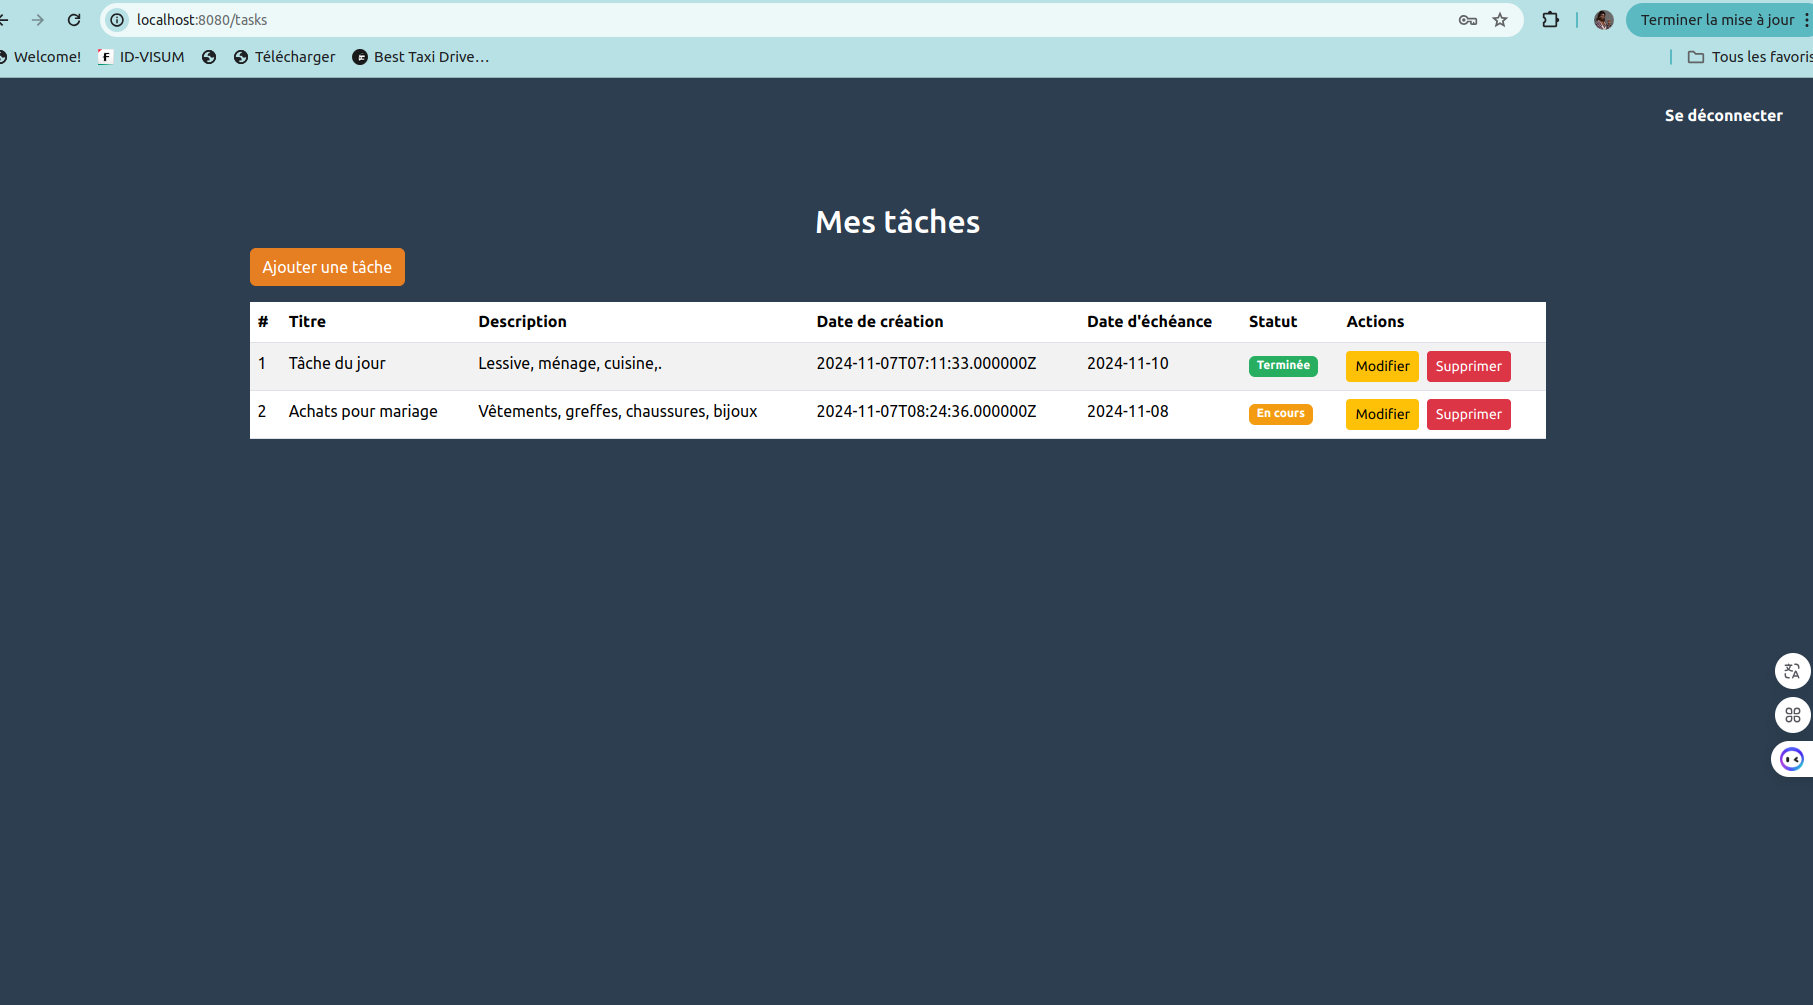 localhost:8080/tasks
Terminer la mise à jour
Welcome!
ID-VISUM
Télécharger
Best Taxi Drive…
Tous les favoris
Se déconnecter
Mes tâches
Ajouter une tâche
# Titre Description Date de création Date d'échéance Statut Actions
1 Tâche du jour Lessive, ménage, cuisine,. 2024-11-07T07:11:33.000000Z 2024-11-10 Terminée Modifier Supprimer
2 Achats pour mariage Vêtements, greffes, chaussures, bijoux 2024-11-07T08:24:36.000000Z 2024-11-08 En cours Modifier Supprimer